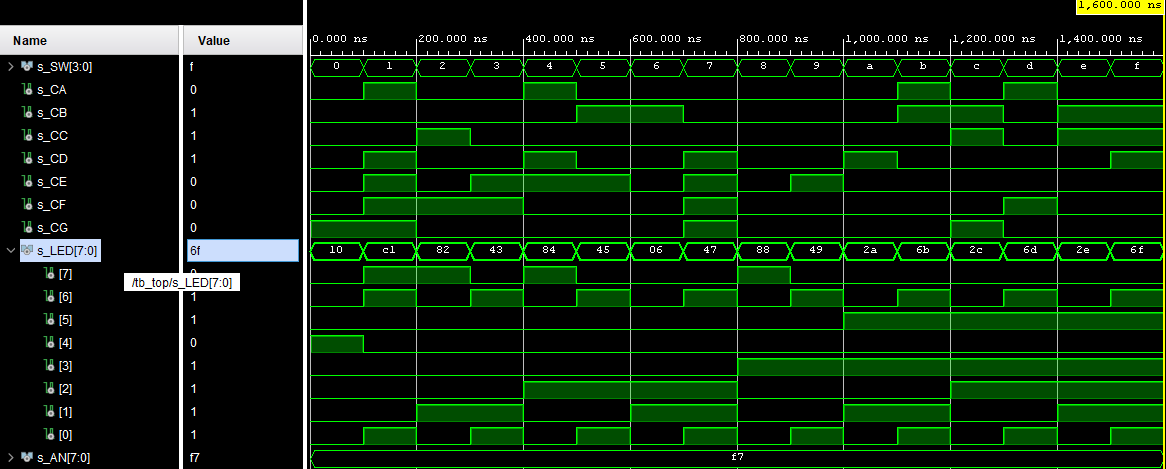 1,600.000 ns
Name Value
0.000 ns 200.000 ns 400.000 ns 600.000 ns 800.000 ns 1,000.000 ns 1,200.000 ns 1,400.000 ns
s_SW[3:0] f 0 1 2 3 4 5 6 7 8 9 a b c d e f
s_CA 0
s_CB 1
s_CC 1
s_CD 1
s_CE 0
s_CF 0
s_CG 0
s_LED[7:0] 6f 10 c1 82 43 84 45 06 47 88 49 2a 6b 2c 6d 2e 6f
[7]
/tb_top/s_LED[7:0]
[6] 1
[5] 1
[4] 0
[3] 1
[2] 1
[1] 1
[0] 1
s_AN[7:0] f7 f7